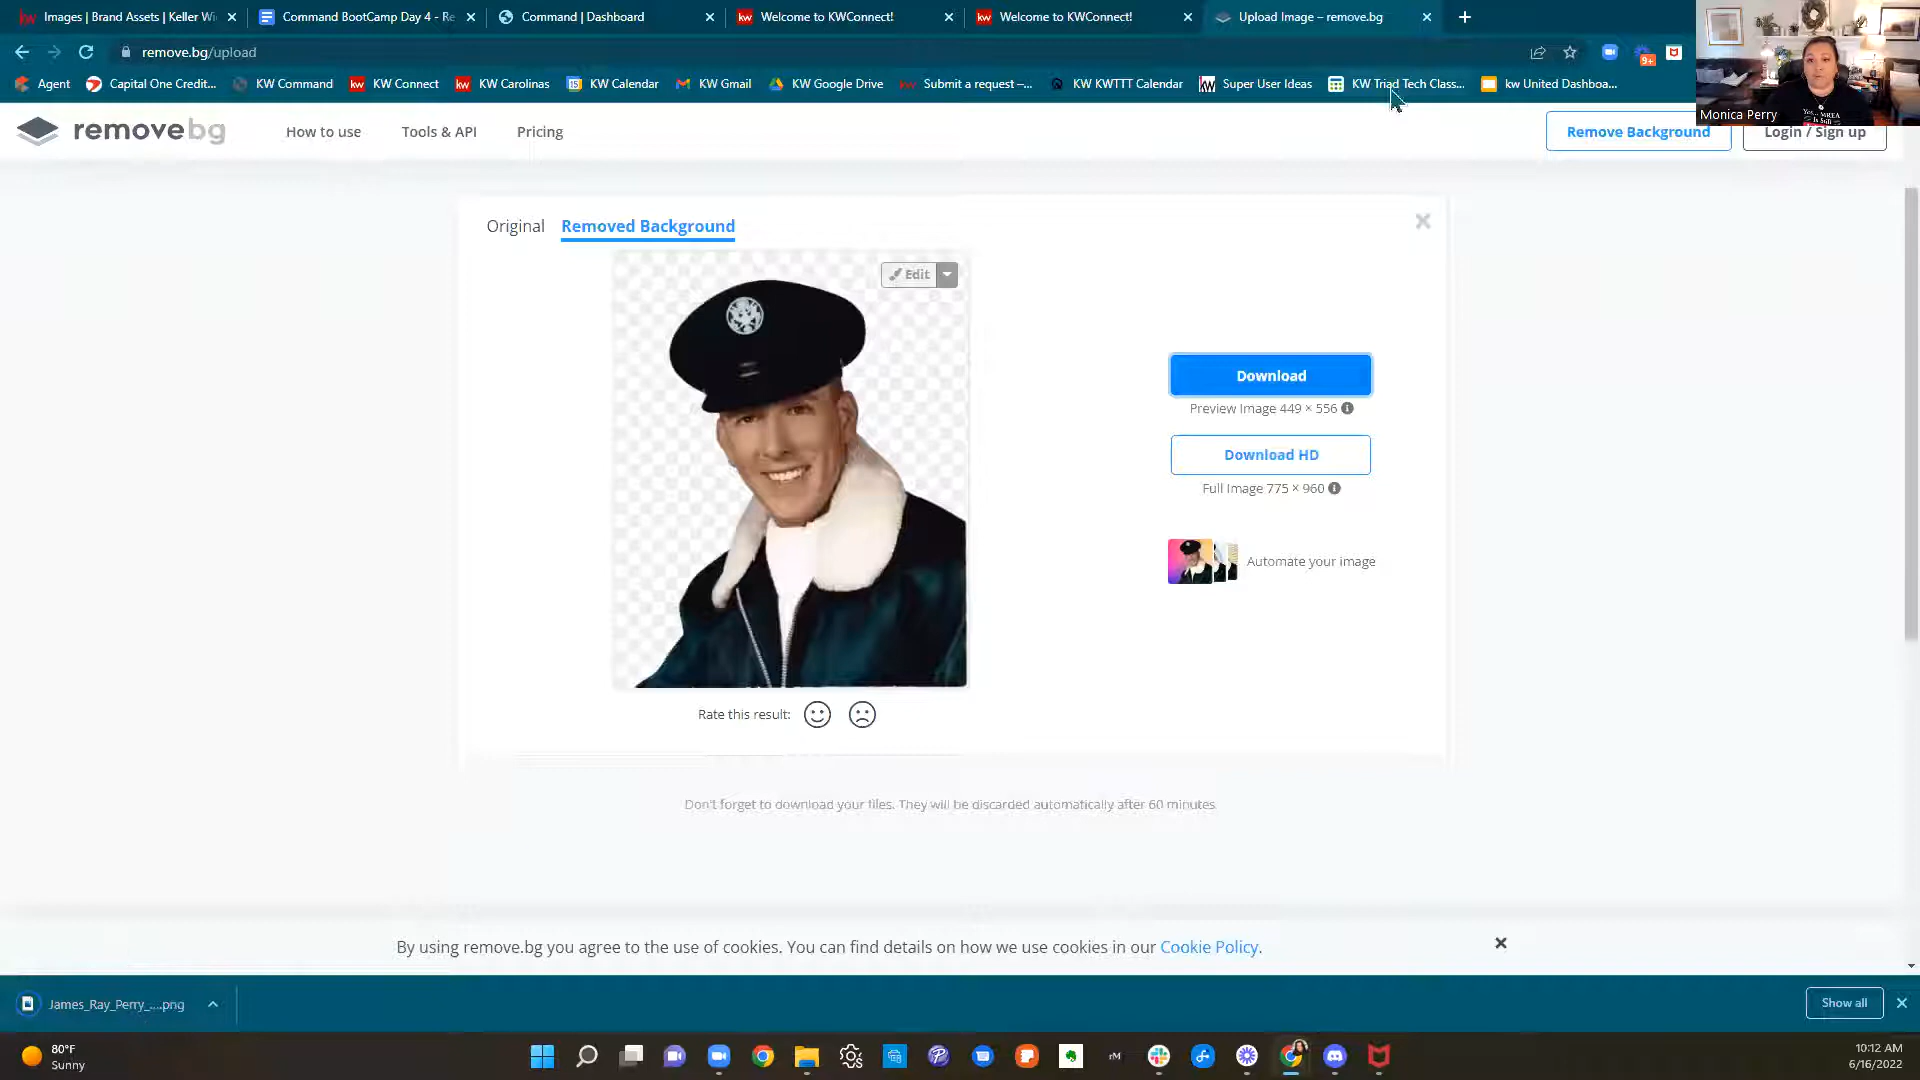 Images | Brand Assets | Keller Wi
Command BootCamp Day 4 - Re
Command | Dashboard
Welcome to KWConnect!
Welcome to KWConnect!
Upload Image – remove.bg
remove.bg/upload
9+
Agent
Capital One Credit...
KW Command
KW Connect
KW Carolinas
KW Calendar
KW Gmail
KW Google Drive
Submit a request –...
KW KWTTT Calendar
Super User Ideas
KW Triad Tech Class...
kw United Dashboa...
Monica Perry
removebg
How to use
Tools & API
Pricing
Remove Background
Login / Sign up
Original
Removed Background
Edit
Download
Preview Image 449 × 556
Download HD
Full Image 775 × 960
Automate your image
Rate this result:
Don't forget to download your files. They will be discarded automatically after 60 minutes.
By using remove.bg you agree to the use of cookies. You can find details on how we use cookies in our Cookie Policy.
James_Ray_Perry_....png
Show all
80°F
Sunny
rM
10:12 AM
6/16/2022